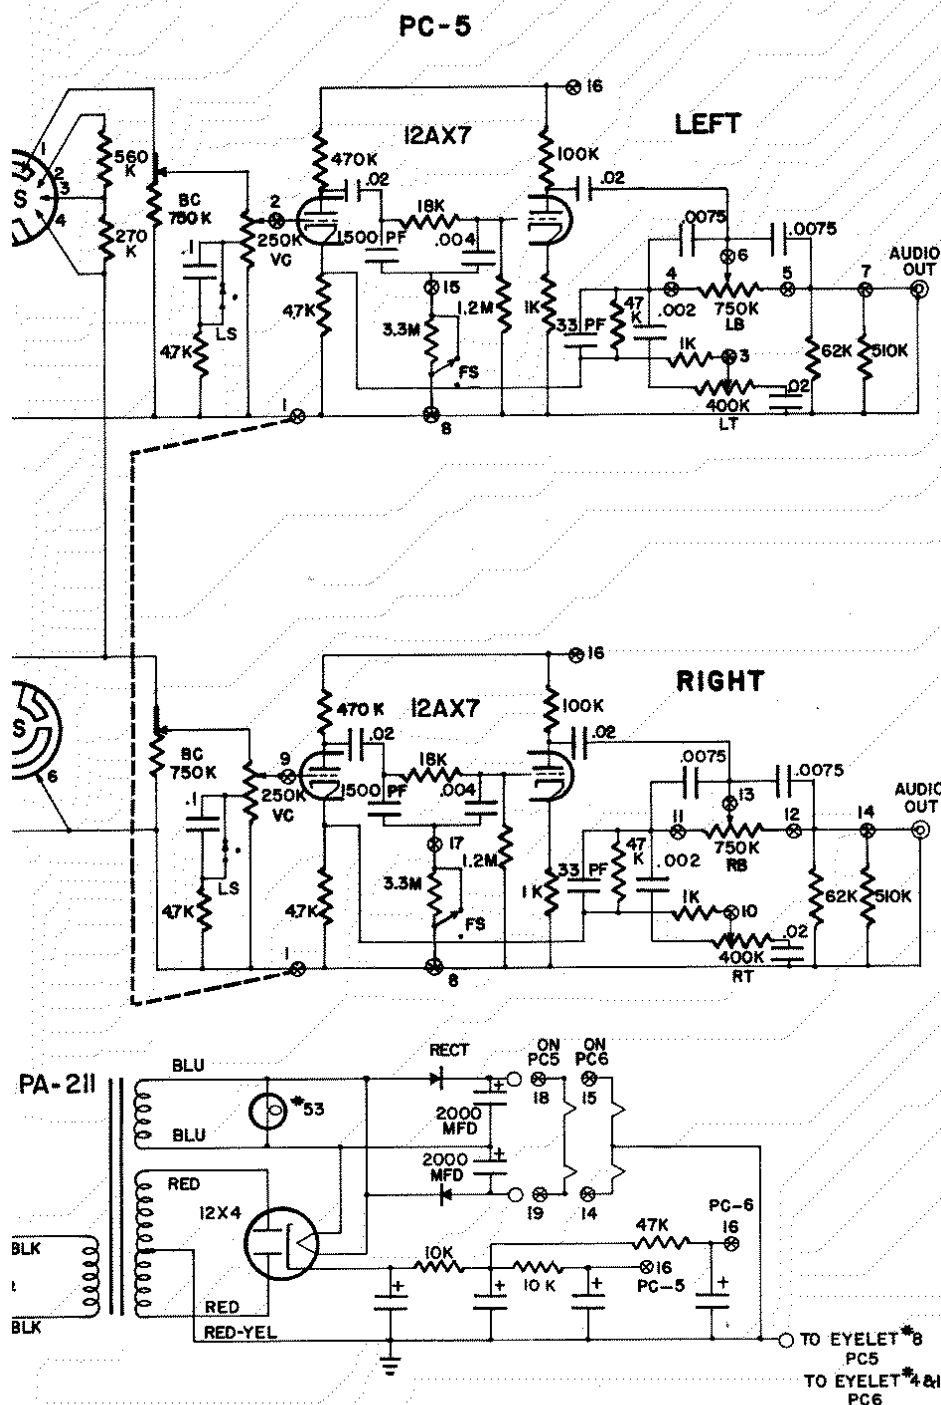 PC-5
16
LEFT
12AX7
470K
100K
.02
.02
1
2
3
4
S
560
K
270
K
BC
750K
2
250K
VC
1500 PF
18K
.004
.0075
.0075
6
4
5
7
AUDIO
OUT
.1
LS
47K
47K
15
3.3M
FS
1.2M
1K
33 PF
47
K
.002
750K
LB
1K
3
400K
LT
.02
62K
510K
1
8
16
RIGHT
12AX7
470K
100K
.02
.02
S
6
BC
750K
9
250K
VC
1500 PF
18K
.004
.0075
.0075
13
11
12
14
AUDIO
OUT
.1
LS
47K
47K
17
3.3M
FS
1.2M
1K
33 PF
47
K
.002
750K
RB
1K
10
400K
RT
.02
62K
510K
1
8
PA-211
BLU
RECT
ON
PC5
ON
PC6
*53
+
2000
MFD
18
15
BLU
2000
MFD
+
RED
12X4
19
14
PC-6
16
47K
BLK
10K
10K
16
PC-5
+
+
+
+
RED
BLK
RED-YEL
TO EYELET *8
PC5
TO EYELET *4&1
PC6